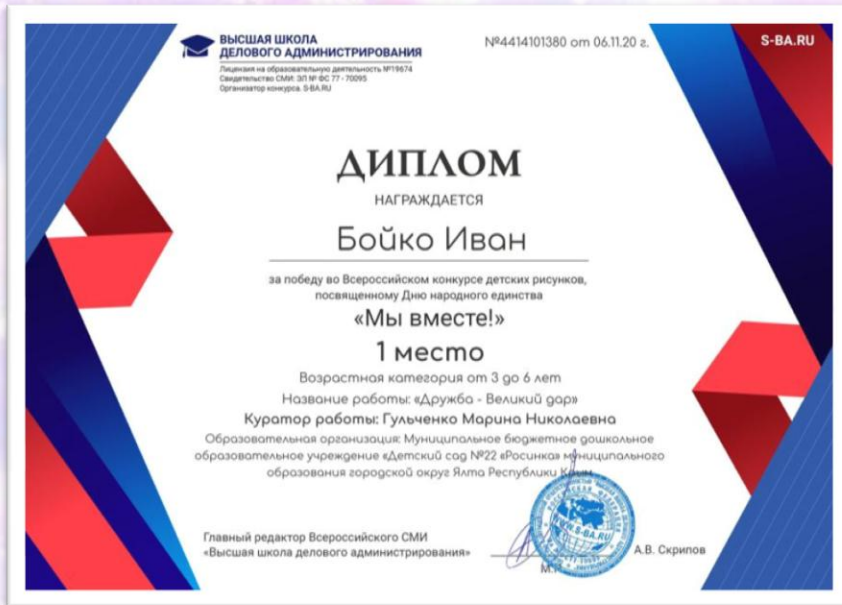 ВЫСШАЯ ШКОЛА
ДЕЛОВОГО АДМИНИСТРИРОВАНИЯ
Лицензия на образовательную деятельность №19674
Свидетельство СМИ: ЭЛ № ФС 77 - 70095
Организатор конкурса. S-BA.RU
№4414101380 от 06.11.20 г.
S-BA.RU
ДИПЛОМ
НАГРАЖДАЕТСЯ
Бойко Иван
за победу во Всероссийском конкурсе детских рисунков,
посвященному Дню народного единства
«Мы вместе!»
1 место
Возрастная категория от 3 до 6 лет
Название работы: «Дружба - Великий дар»
Куратор работы: Гульченко Марина Николаевна
Образовательная организация: Муниципальное бюджетное дошкольное
образовательное учреждение «Детский сад №22 «Росинка» муниципального
образования городской округ Ялта Республики Крым
Главный редактор Всероссийского СМИ
«Высшая школа делового администрирования»
WWW.S-BA.RU
М.П.
А.В. Скрипов